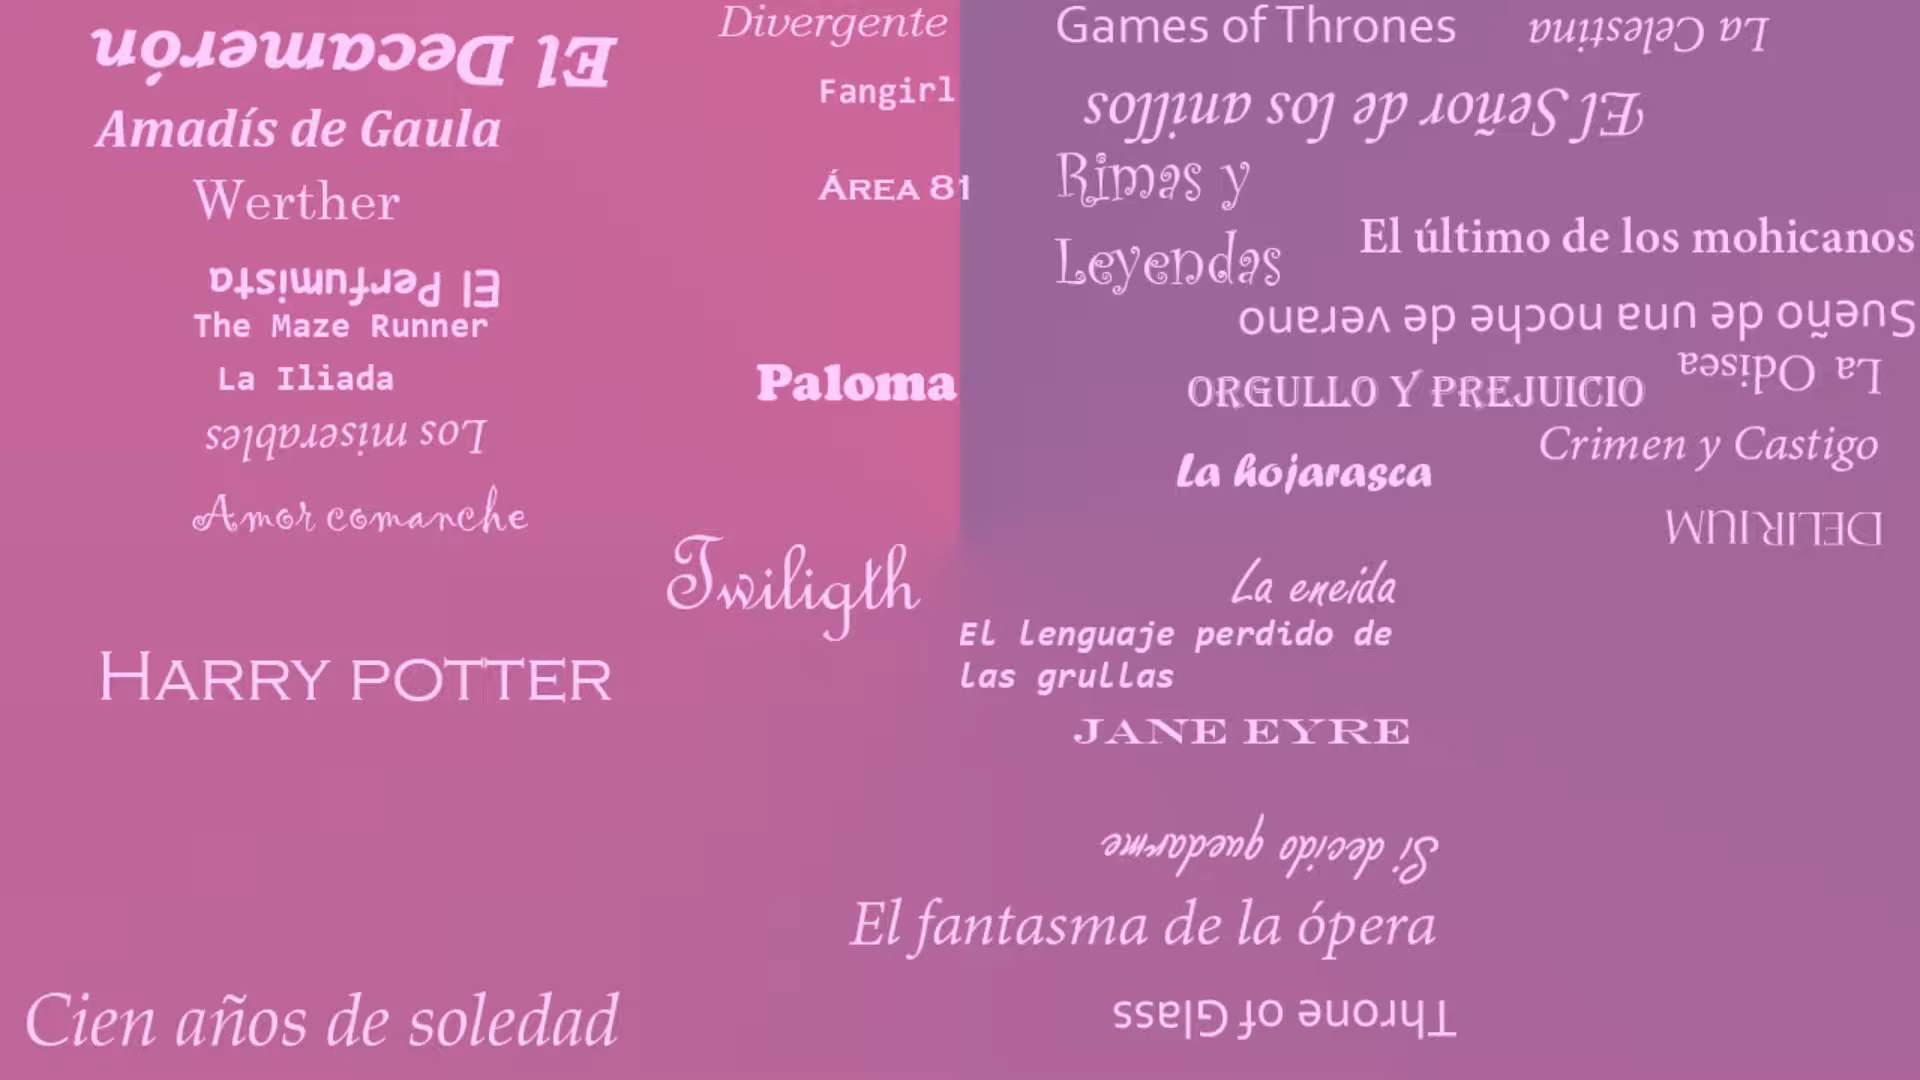 El Decamerón
Amadís de Gaula
Werther
El Perfumista
The Maze Runner
La Iliada
Los miserables
Amor comanche
HARRY POTTER
Cien años de soledad
Divergente
Fangirl
ÁREA 81
Paloma
Twiligth
Games of Thrones
La Celestina
El Señor de los anillos
Rimas y
Leyendas
El último de los mohicanos
Sueño de una noche de verano
La Odisea
ORGULLO Y PREJUICIO
Crimen y Castigo
La hojarasca
DELIRIUM
La eneida
El lenguaje perdido de
las grullas
JANE EYRE
Si decido quedarme
El fantasma de la ópera
Throne of Glass